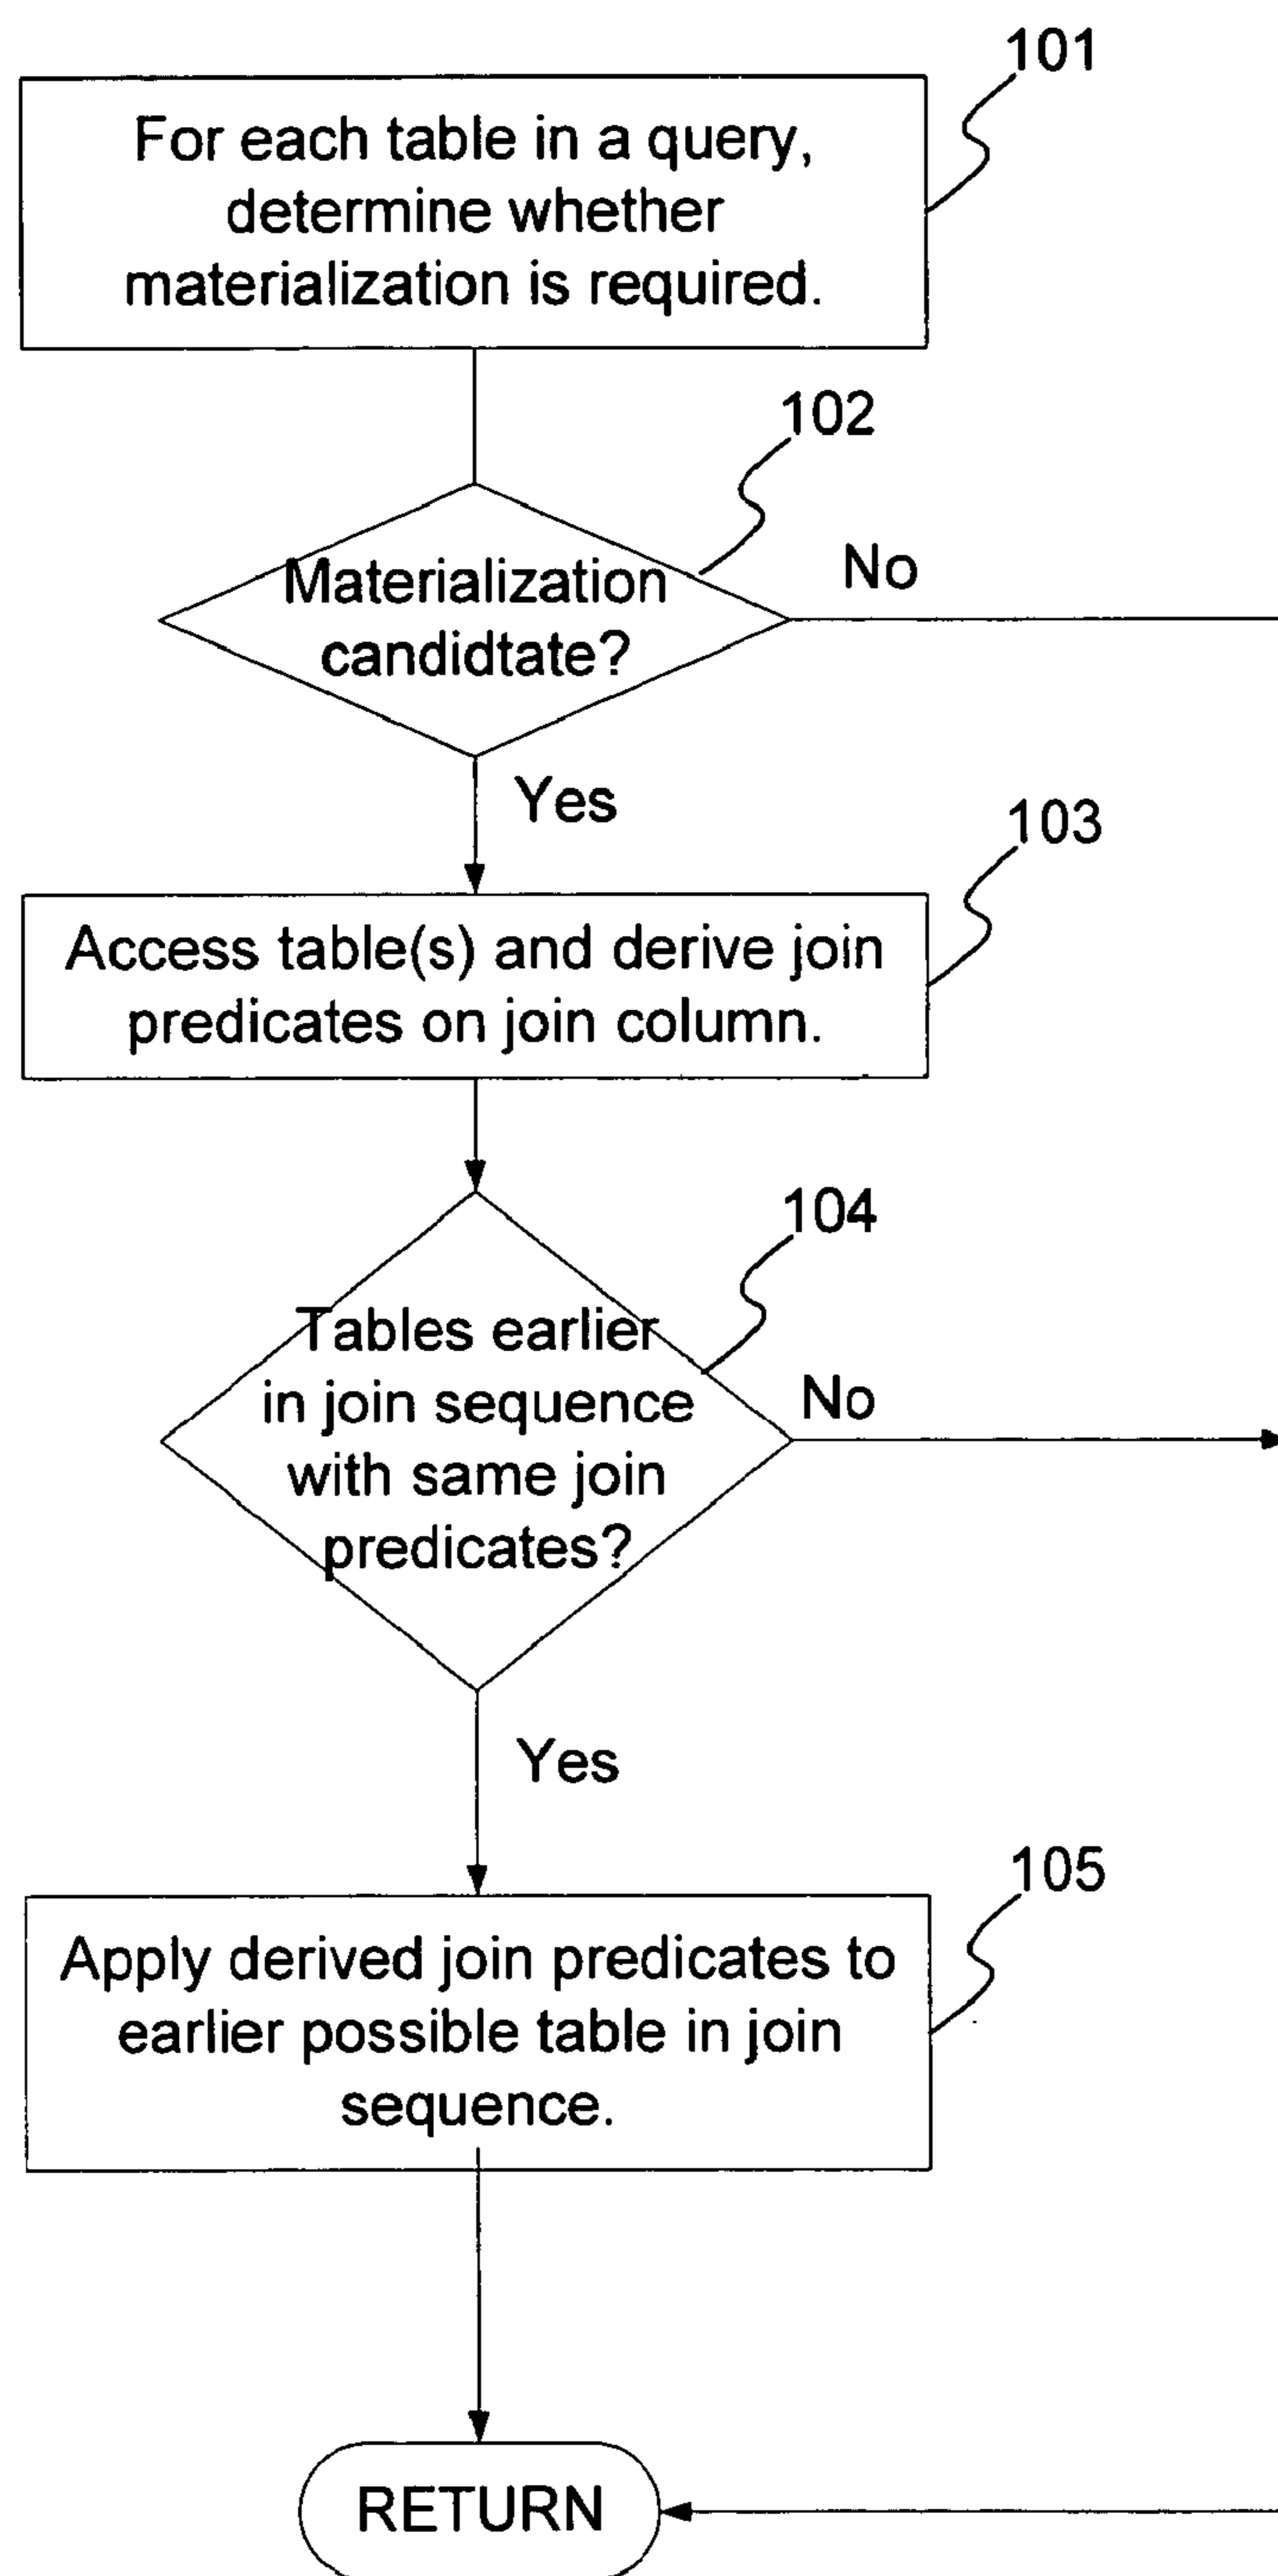 101
For each table in a query,
determine whether
materialization is required.
102
Materialization
candidtate?
No
Yes
103
Access table(s) and derive join
predicates on join column.
104
Tables earlier
in join sequence
with same join
predicates?
No
Yes
105
Apply derived join predicates to
earlier possible table in join
sequence.
RETURN